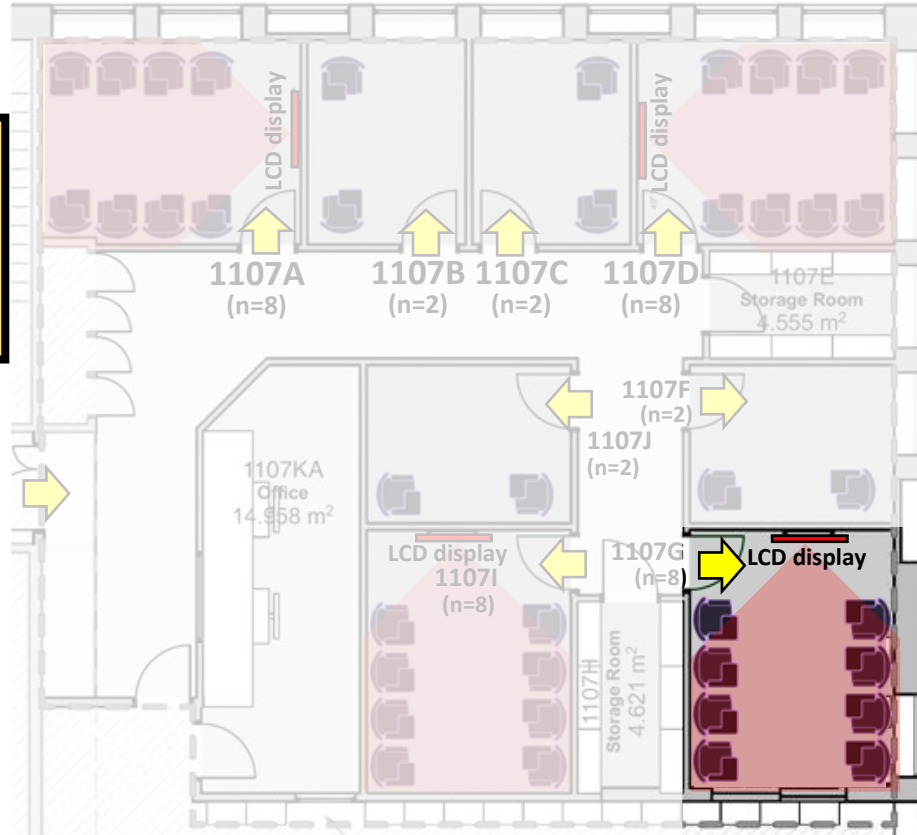 LCD display
LCD display
1107A
(n=8)
1107B
(n=2)
1107C
(n=2)
1107D
(n=8)
1107E
Storage Room
4.555 m²
1107F
(n=2)
1107J
(n=2)
1107KA
Office
14.958 m²
LCD display
1107I
(n=8)
1107G
(n=8)
LCD display
1107H
Storage Room
4.621 m²